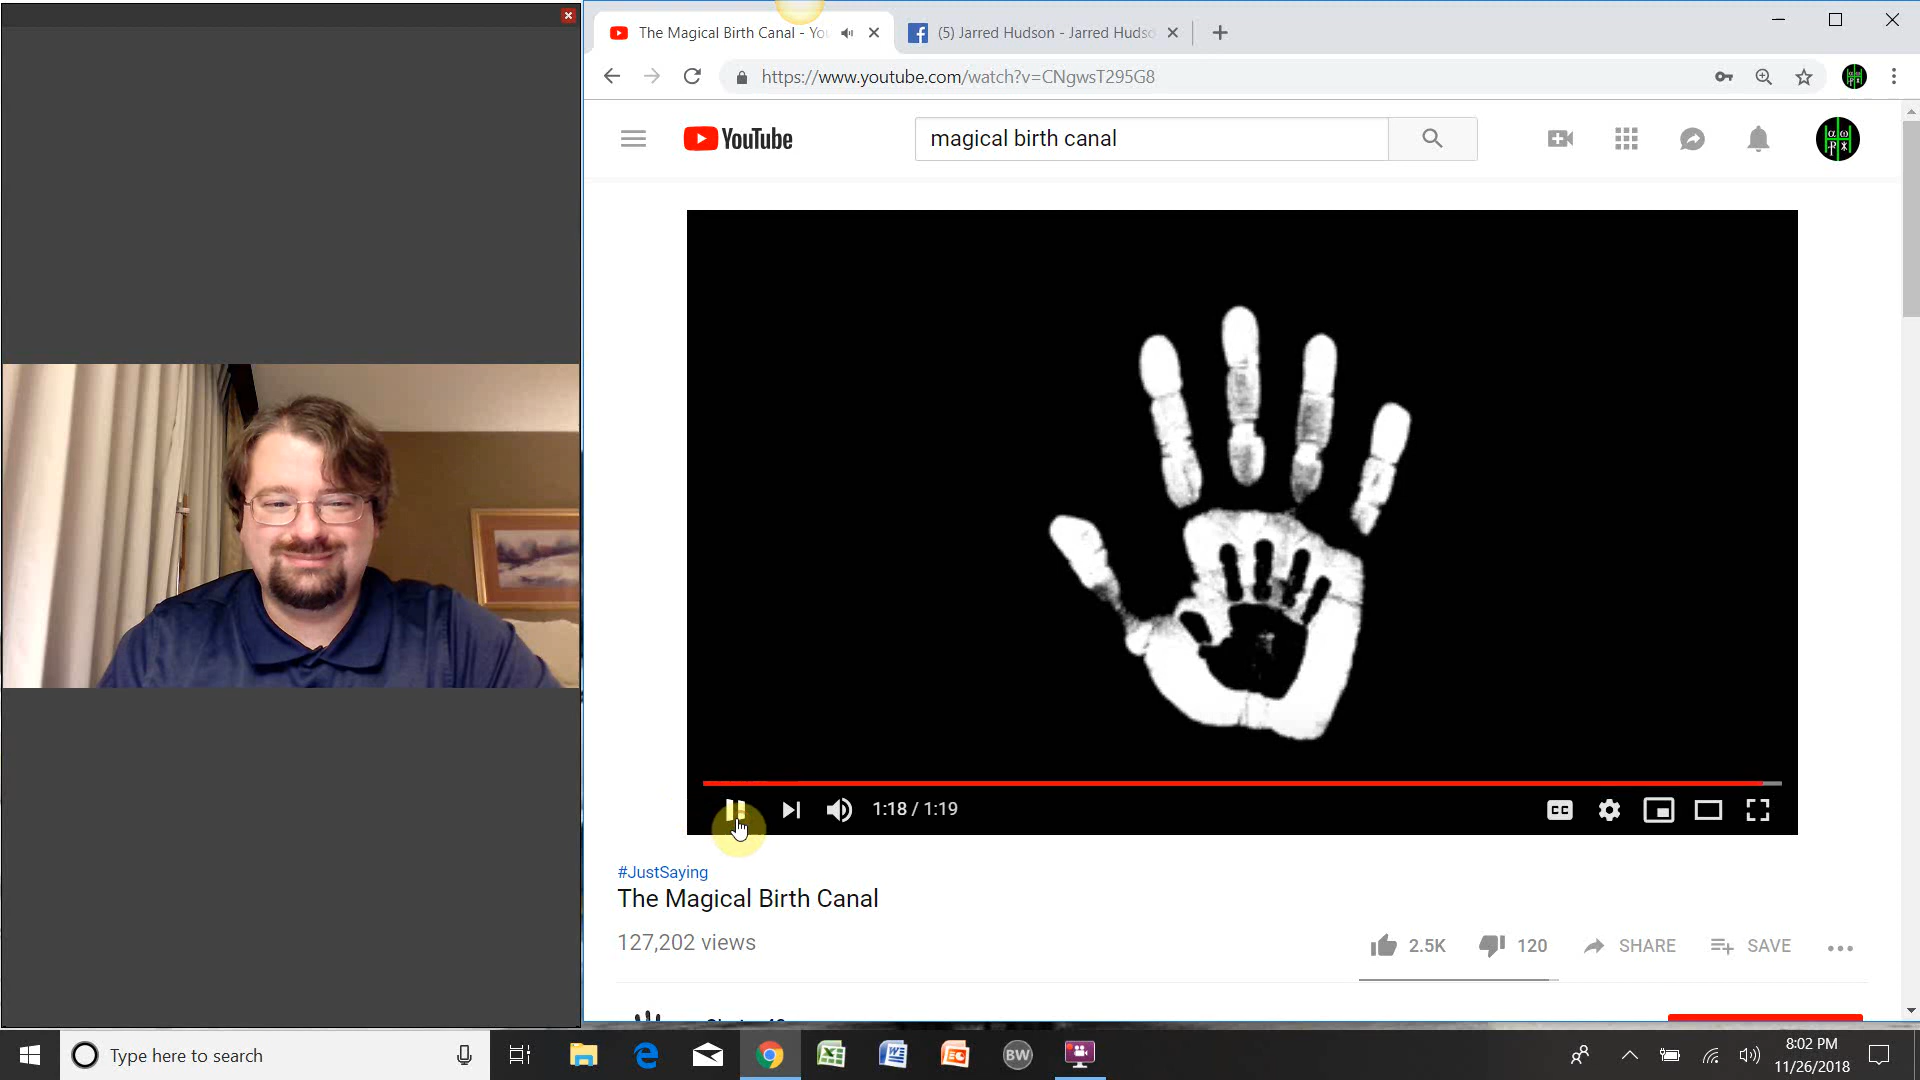 The Magical Birth Canal - You
(5) Jarred Hudson - Jarred Hudso
https://www.youtube.com/watch?v=CNgwsT295G8
YouTube
magical birth canal
αω
1:18 / 1:19
CC
#JustSaying
The Magical Birth Canal
127,202 views
2.5K
120
SHARE
SAVE
Type here to search
BW
8:02 PM
11/26/2018